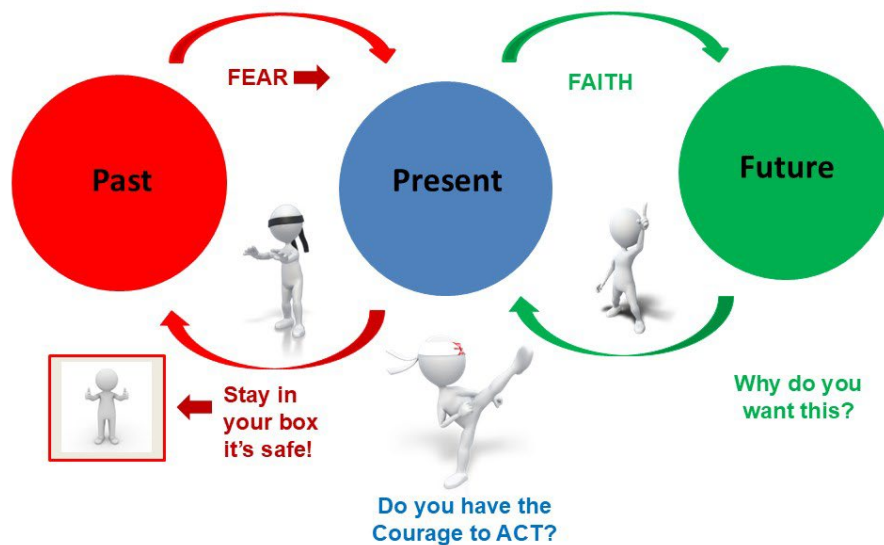 FEAR
FAITH
Past
Present
Future
Stay in
your box
it's safe!
Why do you
want this?
Do you have the
Courage to ACT?